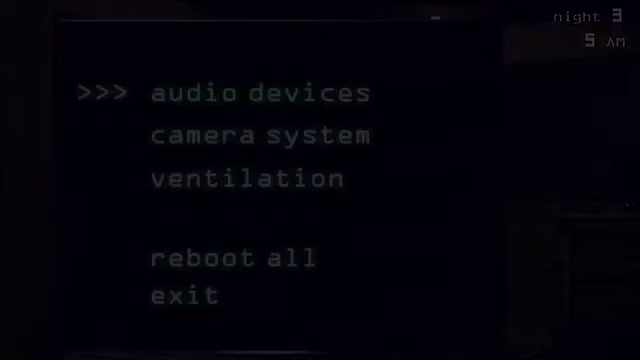 night 3
5 AM
>>> audio devices
camera system
ventilation
reboot all
exit